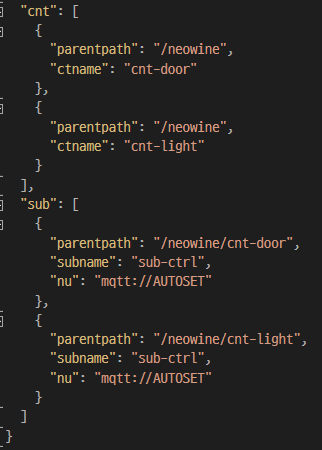 "cnt": [
{
"parentpath": "/neowine",
"ctname": "cnt-door"
},
{
"parentpath": "/neowine",
"ctname": "cnt-light"
}
],
"sub": [
{
"parentpath": "/neowine/cnt-door",
"subname": "sub-ctrl",
"nu": "mqtt://AUTOSET"
},
{
"parentpath": "/neowine/cnt-light",
"subname": "sub-ctrl",
"nu": "mqtt://AUTOSET"
}
]
}